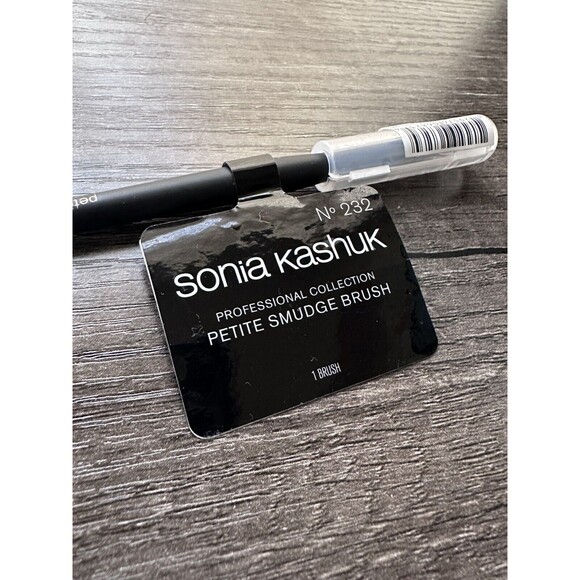 Nº 232
sonia kashuk
PROFESSIONAL COLLECTION
PETITE SMUDGE BRUSH
1 BRUSH